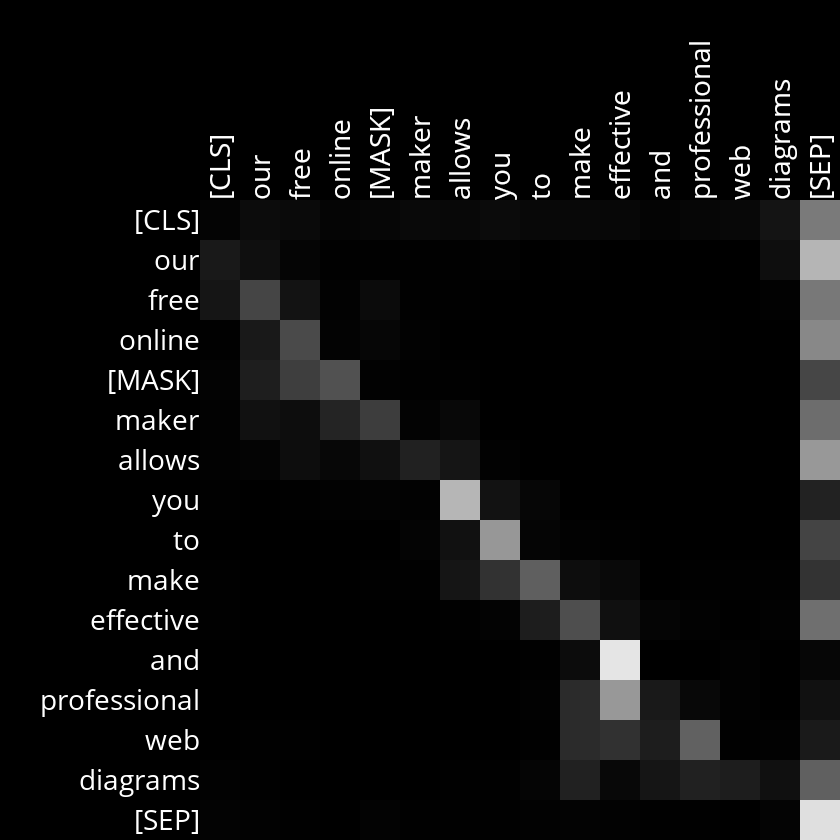 [CLS] our free online [MASK] maker allows you to make effective and professional web diagrams [SEP]
[CLS]
our
free
online
[MASK]
maker
allows
you
to
make
effective
and
professional
web
diagrams
[SEP]